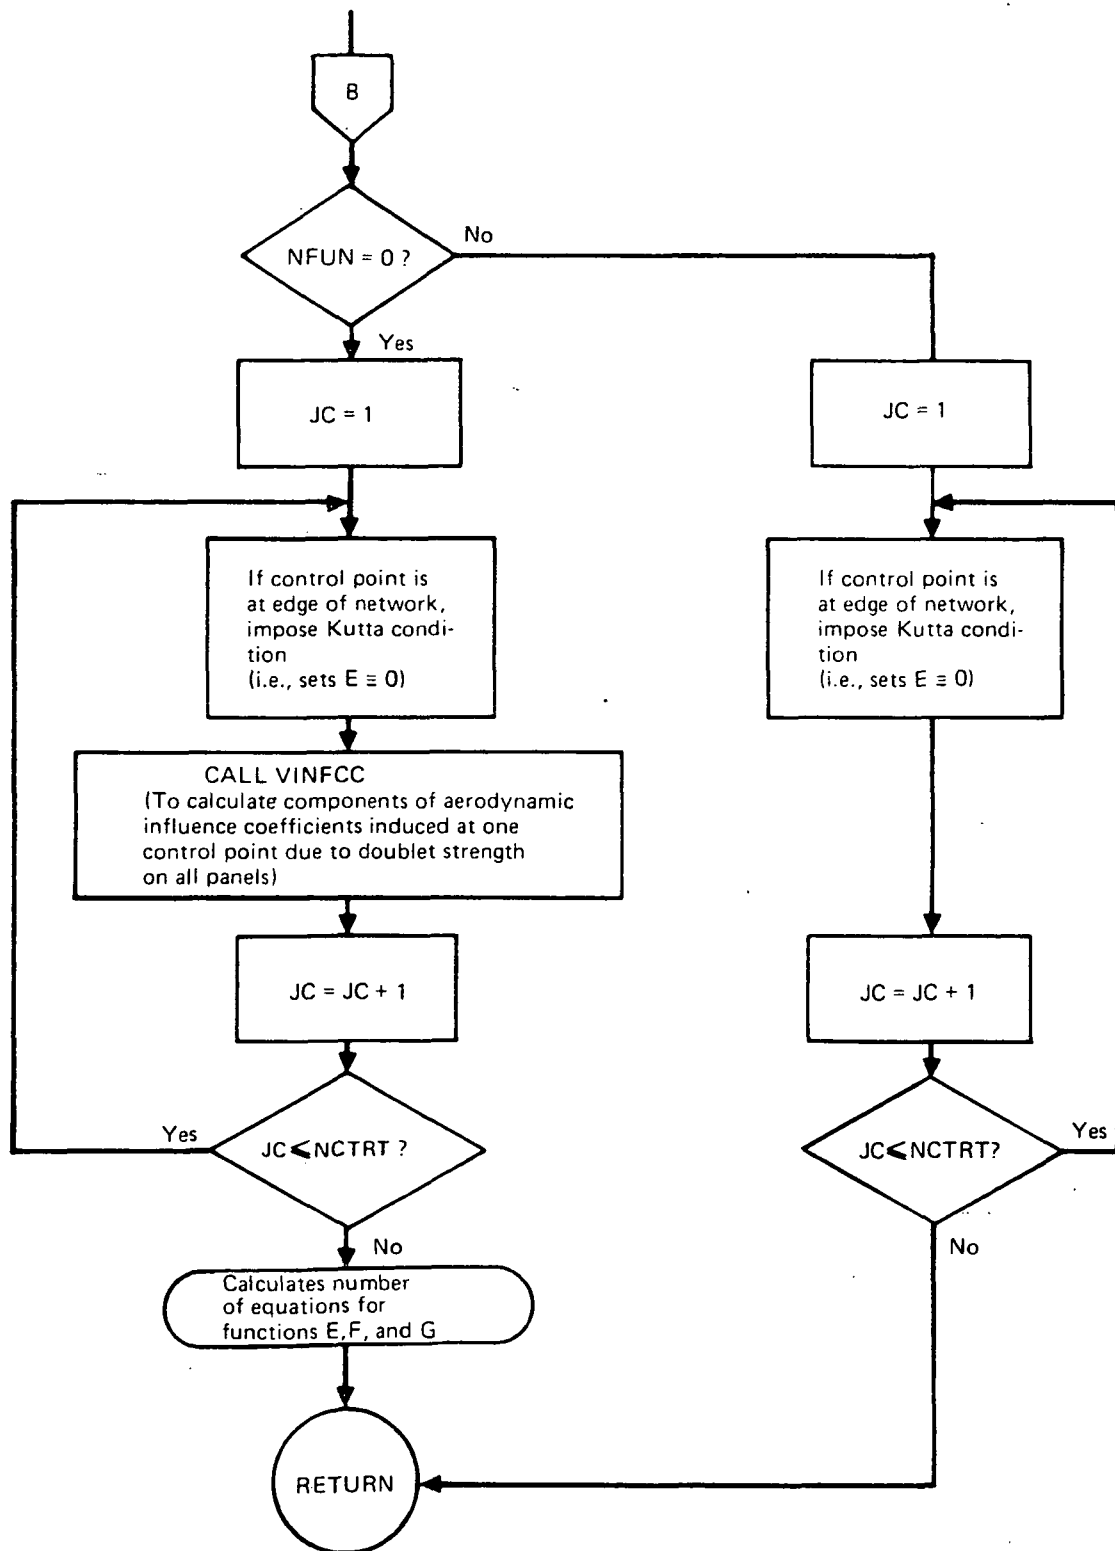 B
NFUN = 0 ?
No
Yes
JC = 1
JC = 1
If control point is
at edge of network,
impose Kutta condi-
tion
(i.e., sets E ≡ 0)
If control point is
at edge of network,
impose Kutta condi-
tion
(i.e., sets E ≡ 0)
CALL VINFCC
(To calculate components of aerodynamic
influence coefficients induced at one
control point due to doublet strength
on all panels)
JC = JC + 1
JC = JC + 1
Yes
JC ⩽ NCTRT ?
JC ⩽ NCTRT?
Yes
No
No
Calculates number
of equations for
functions E,F, and G
RETURN